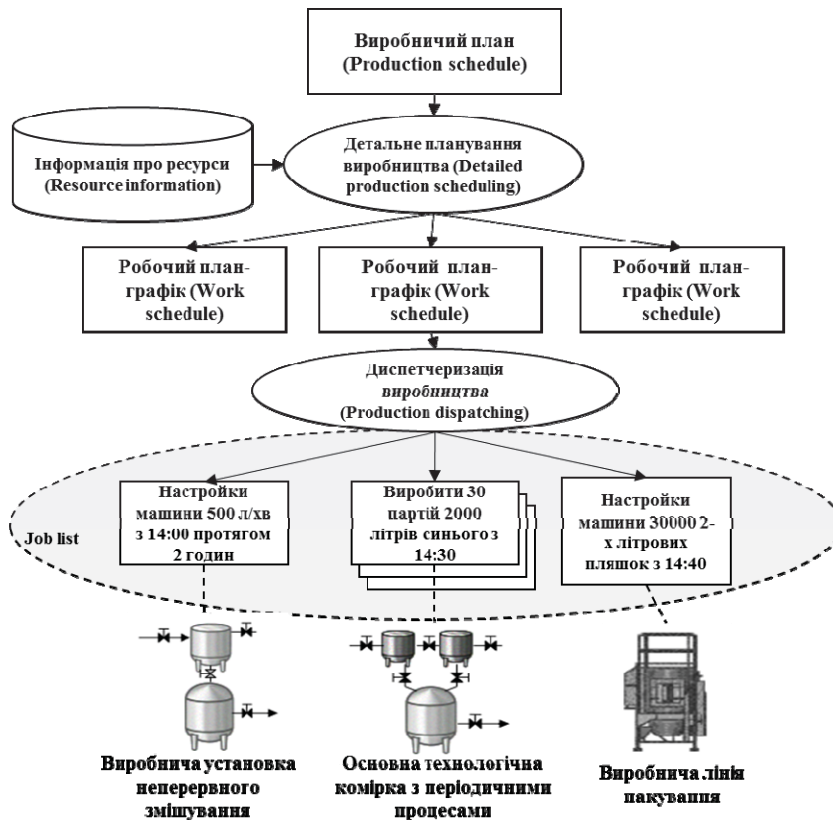 Виробничий план
(Production schedule)
Інформація про ресурси
(Resource information)
Детальне планування
виробництва (Detailed
production scheduling)
Робочий план-
графік (Work
schedule)
Робочий план-
графік (Work
schedule)
Робочий план-
графік (Work
schedule)
Диспетчеризація
виробництва
(Production dispatching)
Job list
Настройки
машини 500 л/хв
з 14:00 протягом
2 годин
Виробити 30
партій 2000
літрів синього з
14:30
Настройки
машини 30000 2-
х літрових
пляшок з 14:40
Виробнича установка
неперервного
змішування
Основна технологічна
комірка з періодичними
процесами
Виробнича лінія
пакування